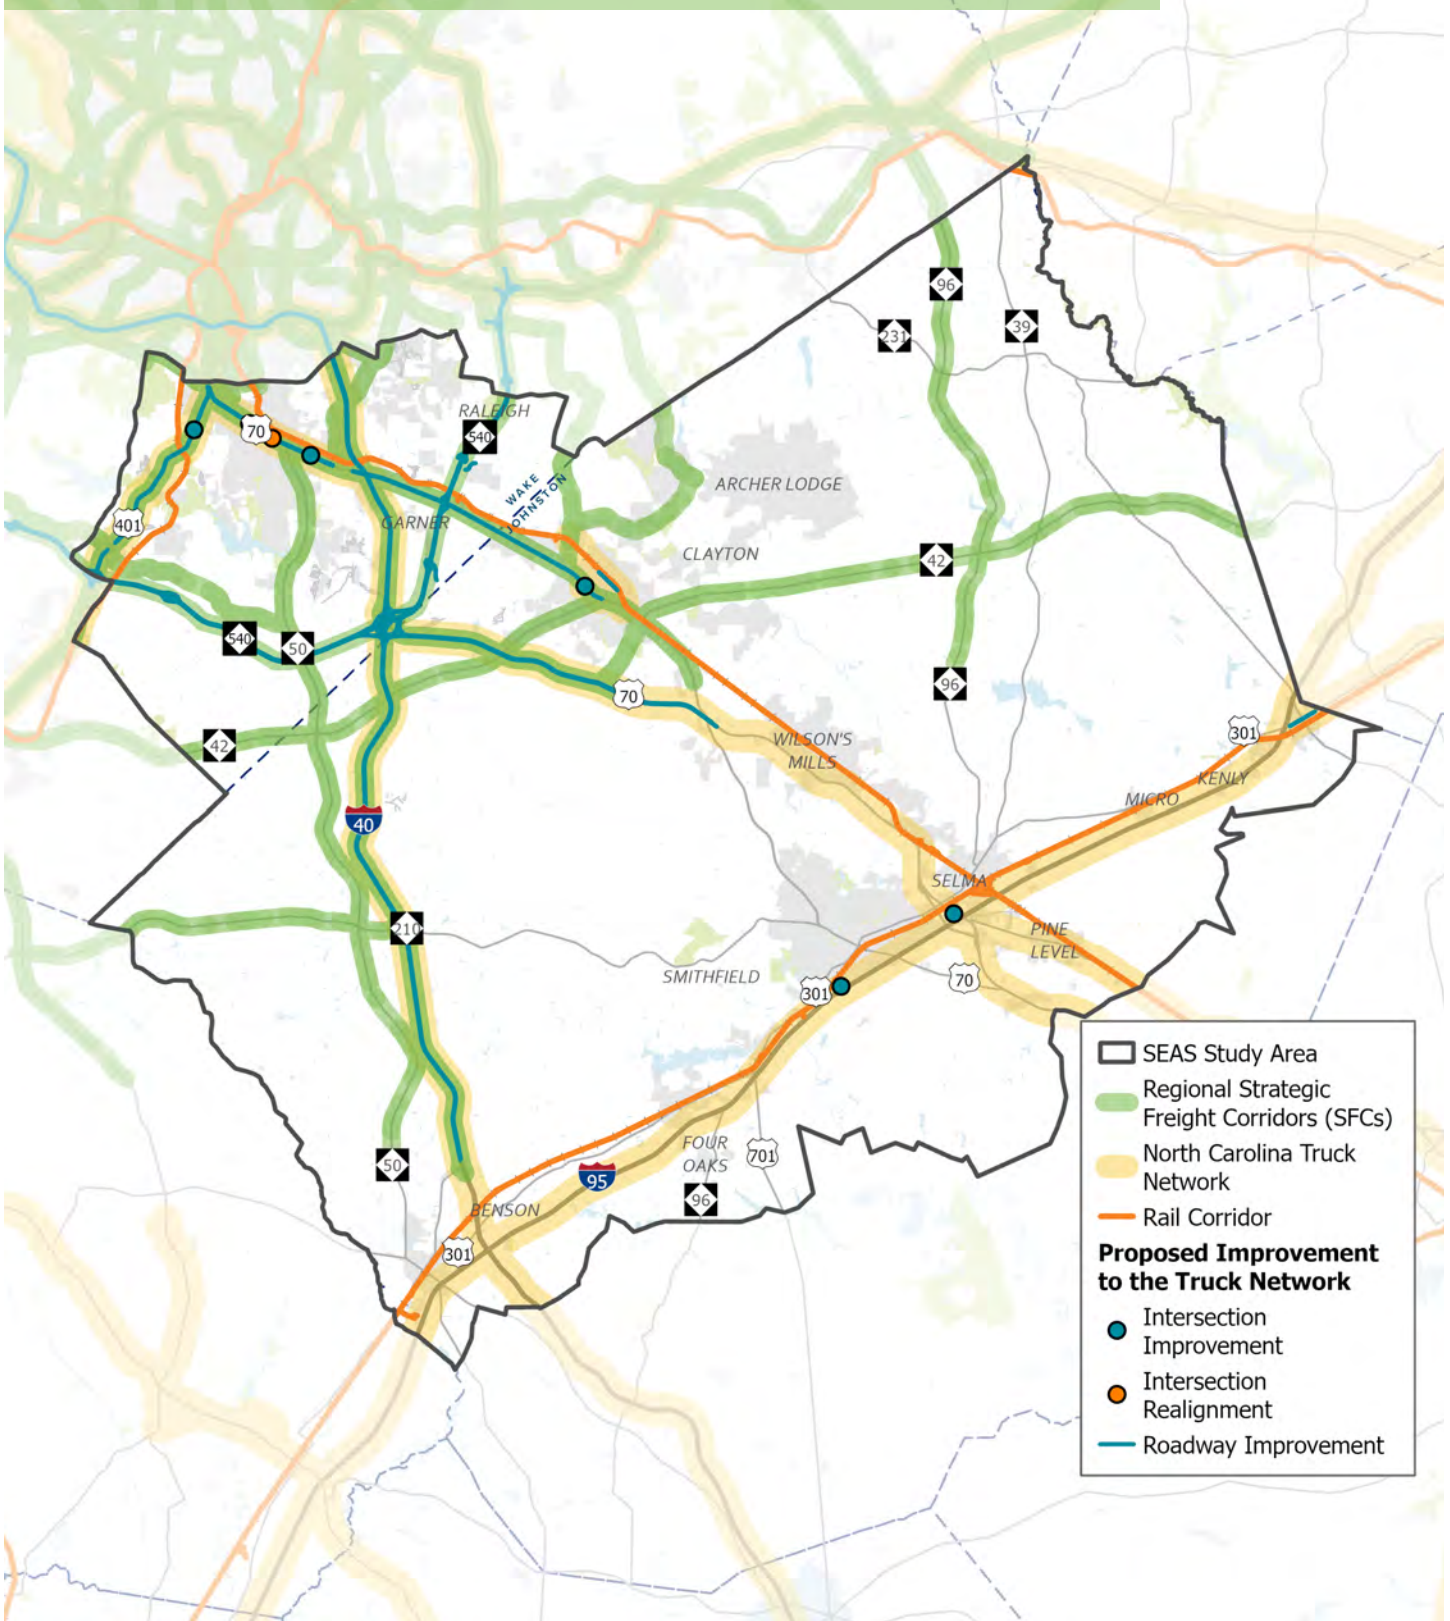 96
39
231
RALEIGH
70
540
WAKE
JOHNSTON
ARCHER LODGE
401
GARNER
CLAYTON
42
540
50
96
70
42
301
WILSON'S
MILLS
KENLY
MICRO
40
SELMA
210
PINE
LEVEL
SMITHFIELD
70
301
FOUR
OAKS
701
50
95
96
BENSON
301
SEAS Study Area
Regional Strategic
Freight Corridors (SFCs)
North Carolina Truck
Network
Rail Corridor
Proposed Improvement
to the Truck Network
Intersection
Improvement
Intersection
Realignment
Roadway Improvement